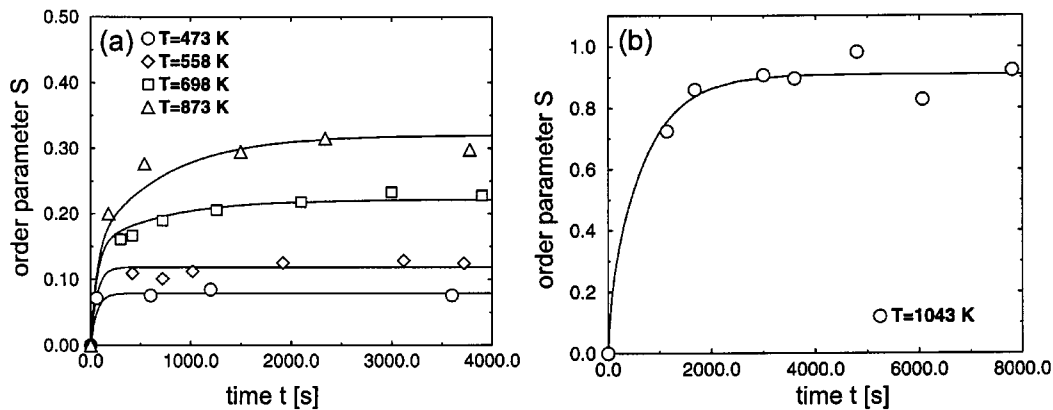 (a)
T=473 K
T=558 K
T=698 K
T=873 K
0.50
0.40
0.30
0.20
0.10
0.00
order parameter S
0.0
1000.0
2000.0
3000.0
4000.0
time t [s]
(b)
1.0
0.8
0.6
0.4
0.2
0.0
order parameter S
T=1043 K
0.0
2000.0
4000.0
6000.0
8000.0
time t [s]